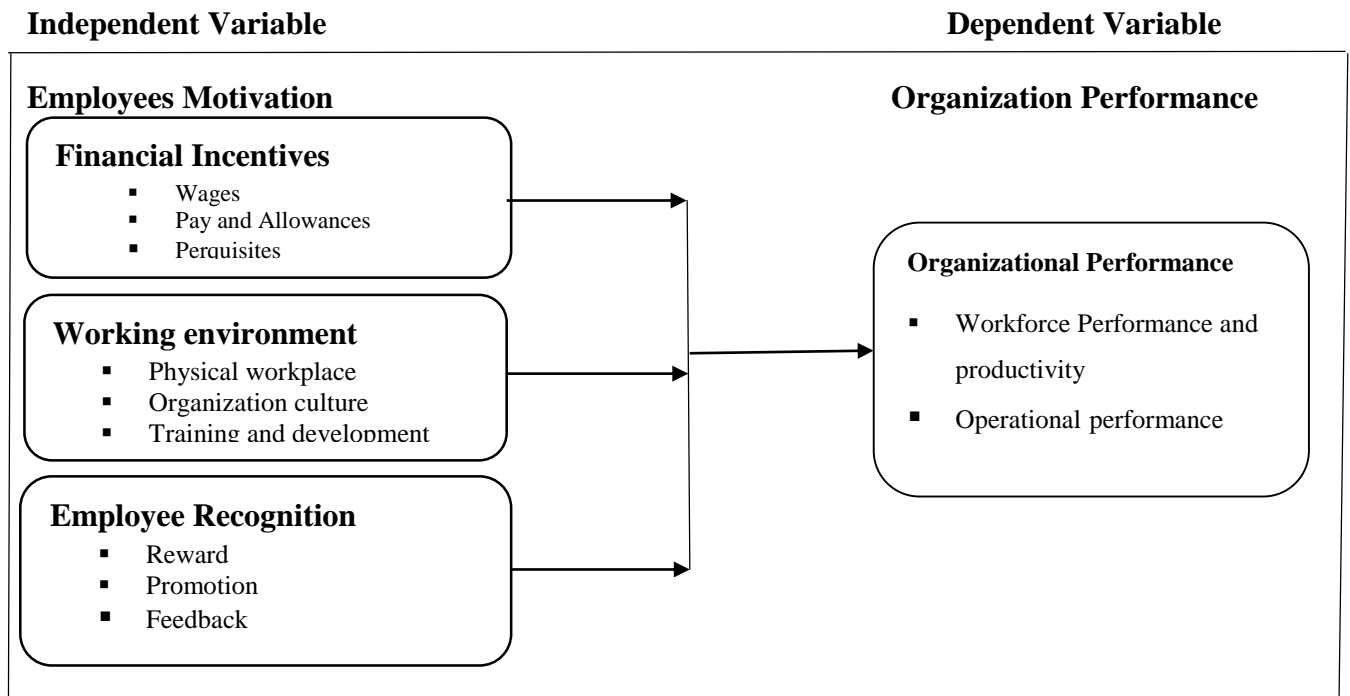 Independent Variable
Dependent Variable
Employees Motivation
Organization Performance
Financial Incentives
▪ Wages
▪ Pay and Allowances
▪ Perquisites
Working environment
▪ Physical workplace
▪ Organization culture
▪ Training and development
Employee Recognition
▪ Reward
▪ Promotion
▪ Feedback
Organizational Performance
▪ Workforce Performance and
productivity
▪ Operational performance